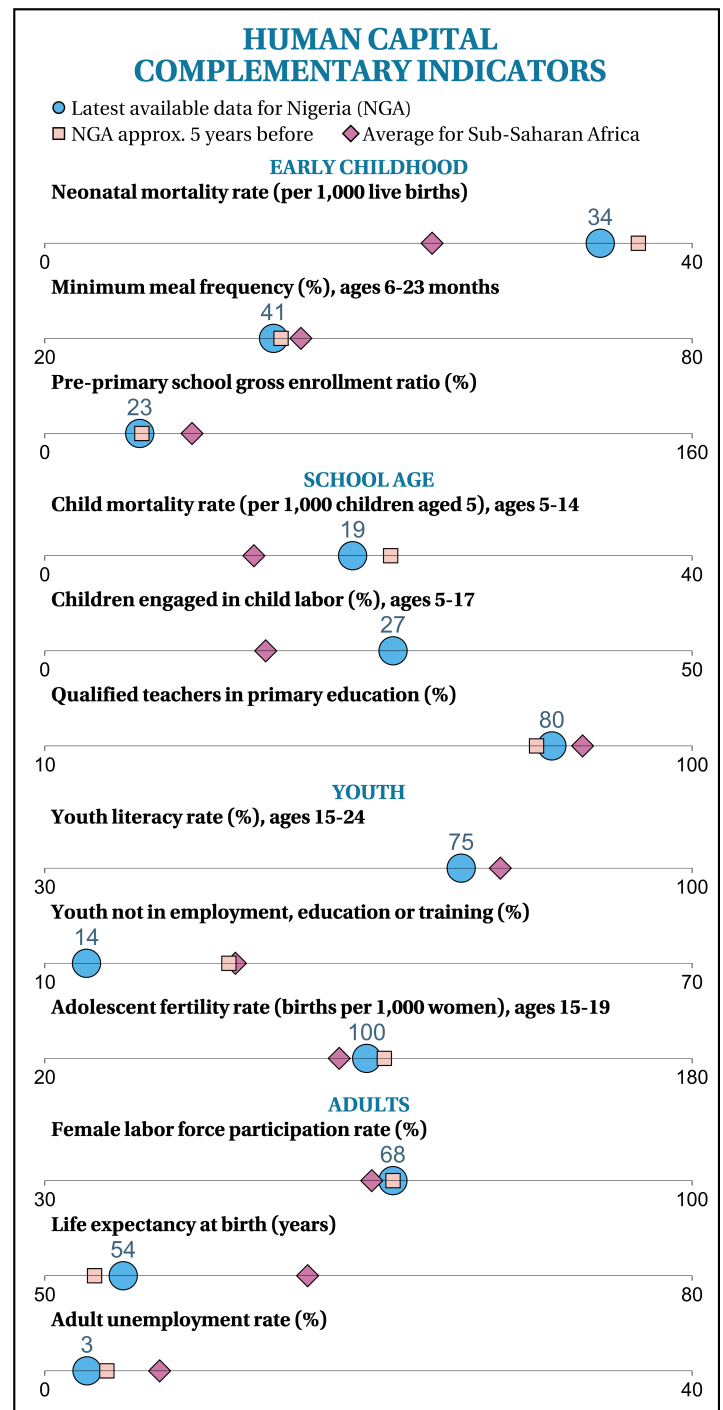 HUMAN CAPITAL
COMPLEMENTARY INDICATORS
Latest available data for Nigeria (NGA)
NGA approx. 5 years before Average for Sub-Saharan Africa
EARLY CHILDHOOD
Neonatal mortality rate (per 1,000 live births)
34
0 40
Minimum meal frequency (%), ages 6-23 months
41
20 80
Pre-primary school gross enrollment ratio (%)
23
0 160
SCHOOL AGE
Child mortality rate (per 1,000 children aged 5), ages 5-14
19
0 40
Children engaged in child labor (%), ages 5-17
27
0 50
Qualified teachers in primary education (%)
80
10 100
YOUTH
Youth literacy rate (%), ages 15-24
75
30 100
Youth not in employment, education or training (%)
14
10 70
Adolescent fertility rate (births per 1,000 women), ages 15-19
100
20 180
ADULTS
Female labor force participation rate (%)
68
30 100
Life expectancy at birth (years)
54
50 80
Adult unemployment rate (%)
3
0 40